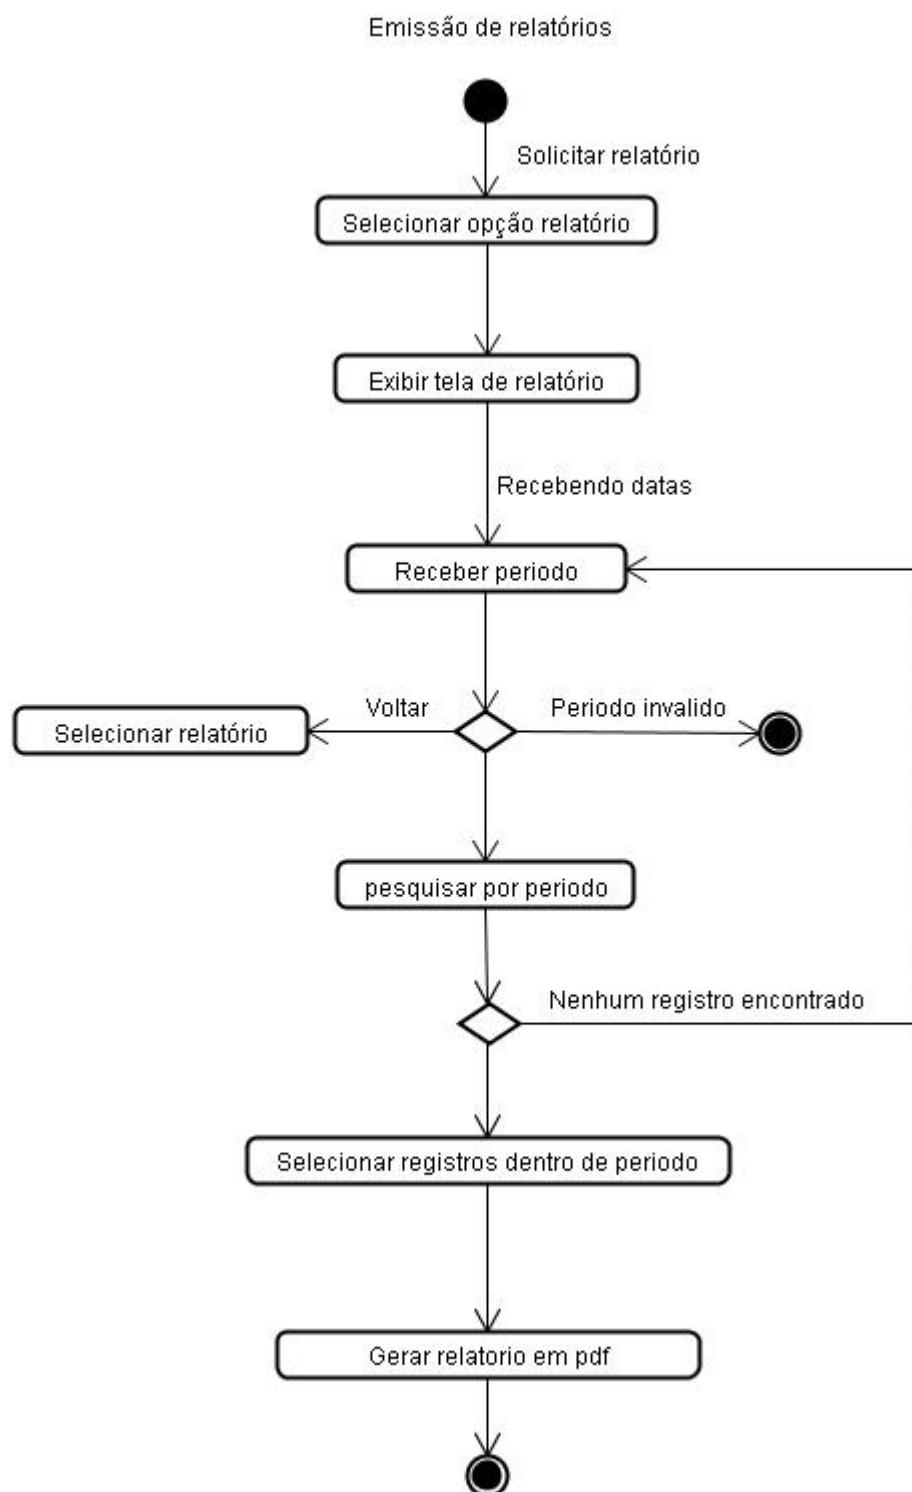 Emissão de relatórios
Solicitar relatório
Selecionar opção relatório
Exibir tela de relatório
Recebendo datas
Receber periodo
Voltar
Periodo invalido
Selecionar relatório
pesquisar por periodo
Nenhum registro encontrado
Selecionar registros dentro de periodo
Gerar relatorio em pdf